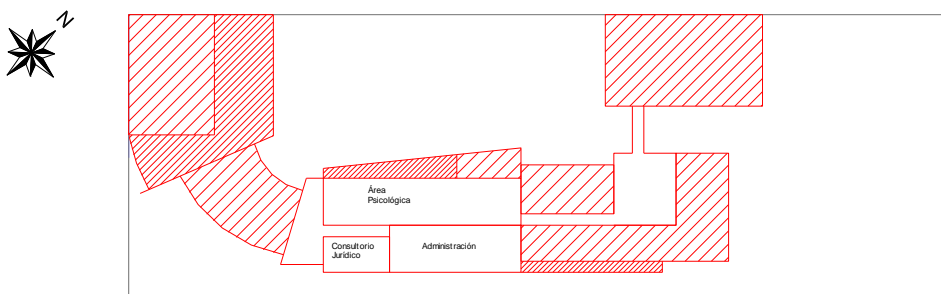 N
Área
Psicológica
Consultorio
Jurídico
Administración